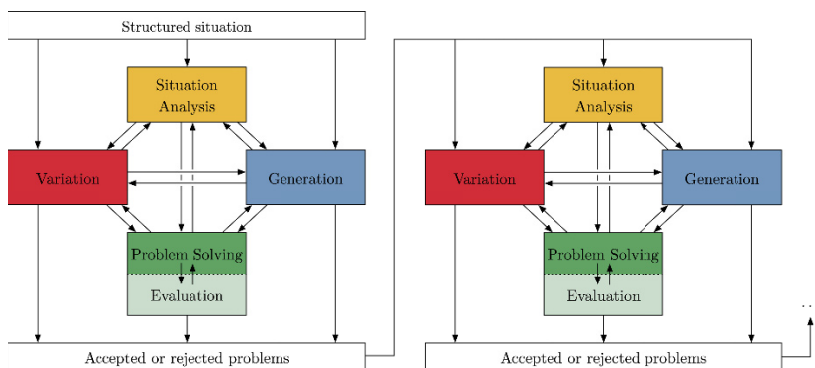 Structured situation
Situation
Analysis
Variation
Generation
Problem Solving
Evaluation
Accepted or rejected problems
Situation
Analysis
Variation
Generation
Problem Solving
Evaluation
Accepted or rejected problems
..